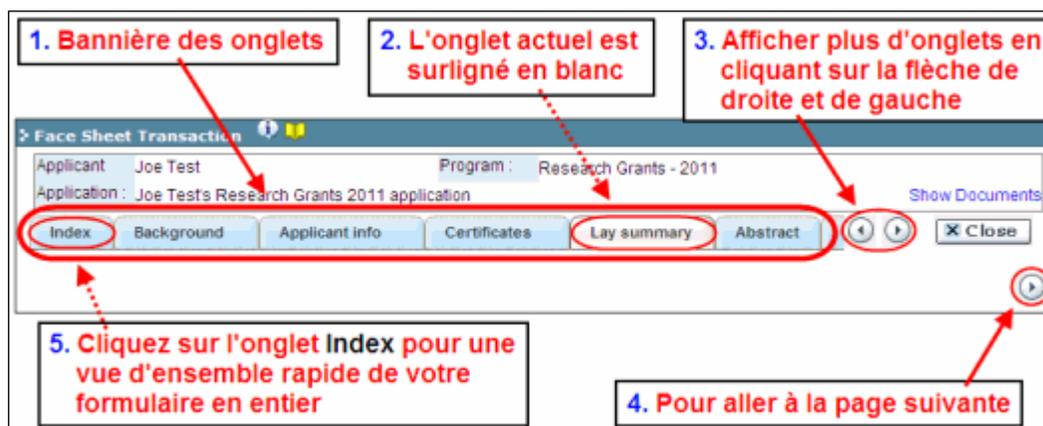 1. Bannière des onglets
2. L'onglet actuel est
surligné en blanc
3. Afficher plus d'onglets en
cliquant sur la flèche de
droite et de gauche
Face Sheet Transaction
Applicant Joe Test Program : Research Grants - 2011
Application : Joe Test's Research Grants 2011 application
Show Documents
Index Background Applicant info Certificates Lay summary Abstract Close
5. Cliquez sur l'onglet Index pour une
vue d'ensemble rapide de votre
formulaire en entier
4. Pour aller à la page suivante